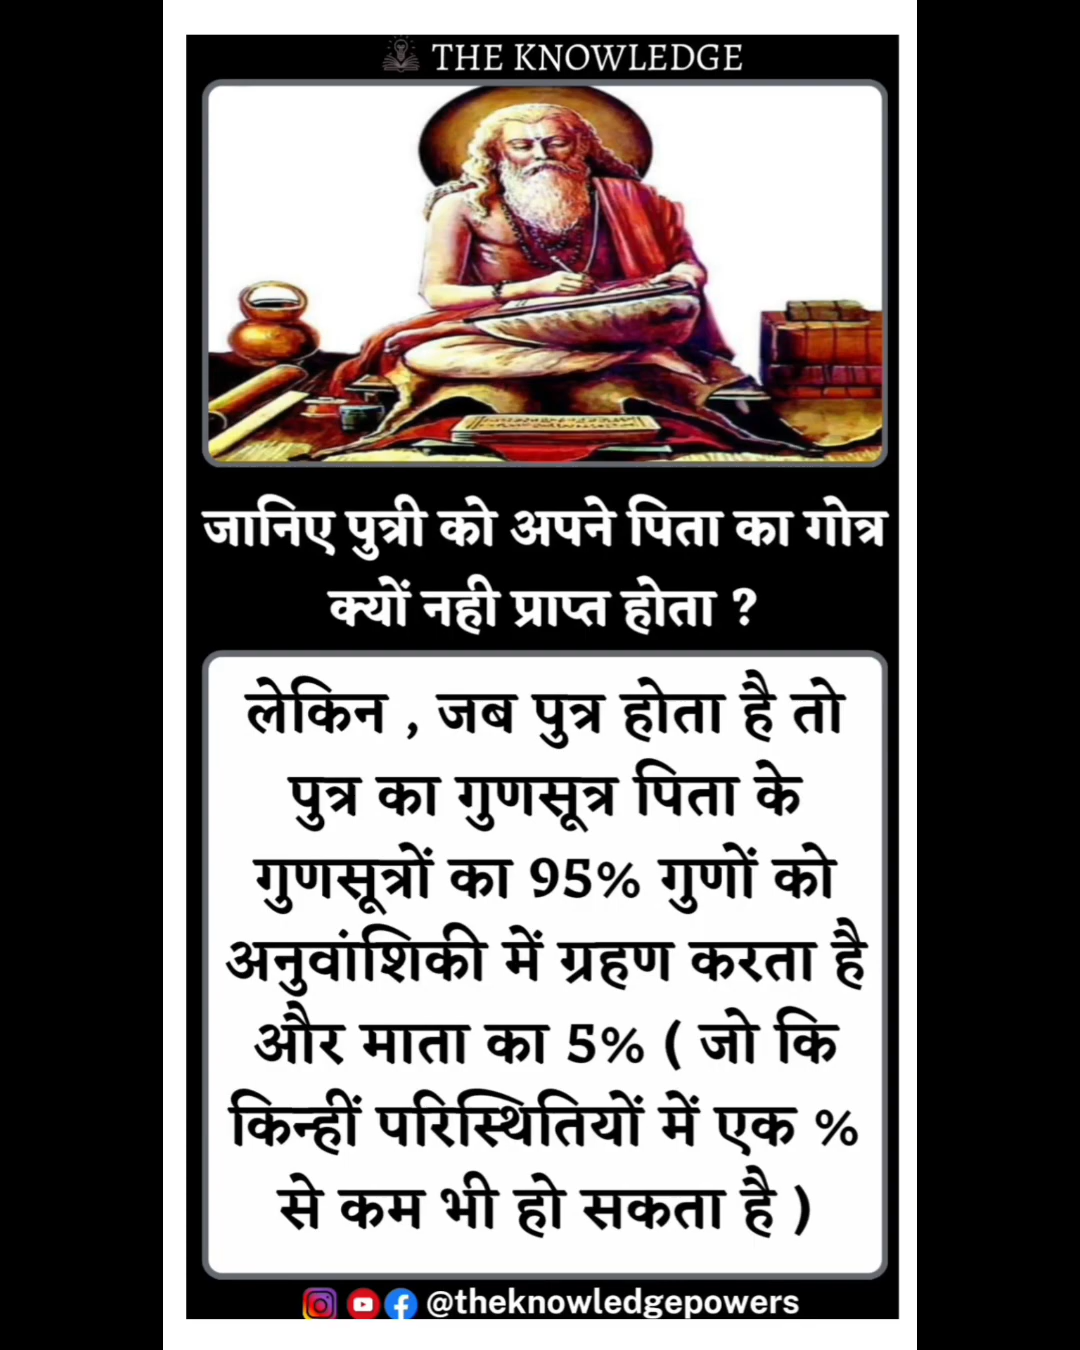 THE KNOWLEDGE
जानिए पुत्री को अपने पिता का गोत्र
क्यों नही प्राप्त होता ?
लेकिन , जब पुत्र होता है तो
पुत्र का गुणसूत्र पिता के
गुणसूत्रों का 95% गुणों को
अनुवांशिकी में ग्रहण करता है
और माता का 5% ( जो कि
किन्हीं परिस्थितियों में एक %
से कम भी हो सकता है )
@theknowledgepowers